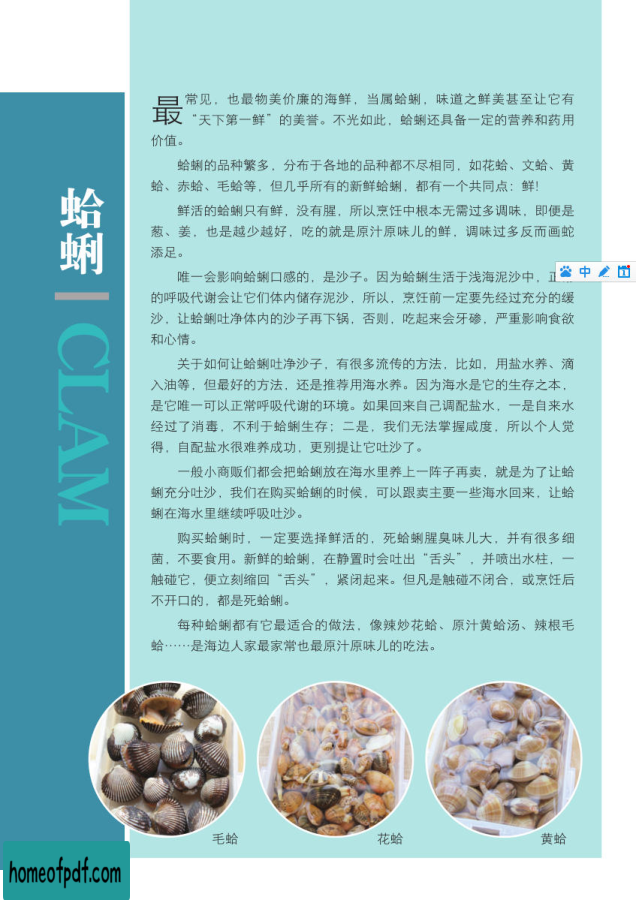 蛤蜊
CLAM
最常见，也最物美价廉的海鲜，当属蛤蜊，味道之鲜美甚至让它有
“天下第一鲜”的美誉。不光如此，蛤蜊还具备一定的营养和药用
价值。
蛤蜊的品种繁多，分布于各地的品种都不尽相同，如花蛤、文蛤、黄
蛤、赤蛤、毛蛤等，但几乎所有的新鲜蛤蜊，都有一个共同点：鲜!
鲜活的蛤蜊只有鲜，没有腥，所以烹饪中根本无需过多调味，即便是
葱、姜，也是越少越好，吃的就是原汁原味儿的鲜，调味过多反而画蛇
添足。
唯一会影响蛤蜊口感的，是沙子。因为蛤蜊生活于浅海泥沙中，正
的呼吸代谢会让它们体内储存泥沙，所以，烹饪前一定要先经过充分的缓
沙，让蛤蜊吐净体内的沙子再下锅，否则，吃起来会牙碜，严重影响食欲
和心情。
关于如何让蛤蜊吐净沙子，有很多流传的方法，比如，用盐水养、滴
入油等，但最好的方法，还是推荐用海水养。因为海水是它的生存之本，
是它唯一可以正常呼吸代谢的环境。如果回来自己调配盐水，一是自来水
经过了消毒，不利于蛤蜊生存；二是，我们无法掌握咸度，所以个人觉
得，自配盐水很难养成功，更别提让它吐沙了。
一般小商贩们都会把蛤蜊放在海水里养上一阵子再卖，就是为了让蛤
蜊充分吐沙，我们在购买蛤蜊的时候，可以跟卖主要一些海水回来，让蛤
蜊在海水里继续呼吸吐沙。
购买蛤蜊时，一定要选择鲜活的，死蛤蜊腥臭味儿大，并有很多细
菌，不要食用。新鲜的蛤蜊，在静置时会吐出“舌头”，并喷出水柱，一
触碰它，便立刻缩回“舌头”，紧闭起来。但凡是触碰不闭合，或烹饪后
不开口的，都是死蛤蜊。
每种蛤蜊都有它最适合的做法，像辣炒花蛤、原汁黄蛤汤、辣根毛
蛤……是海边人家最家常也最原汁原味儿的吃法。
中
毛蛤
花蛤
黄蛤
homeofpdf.com